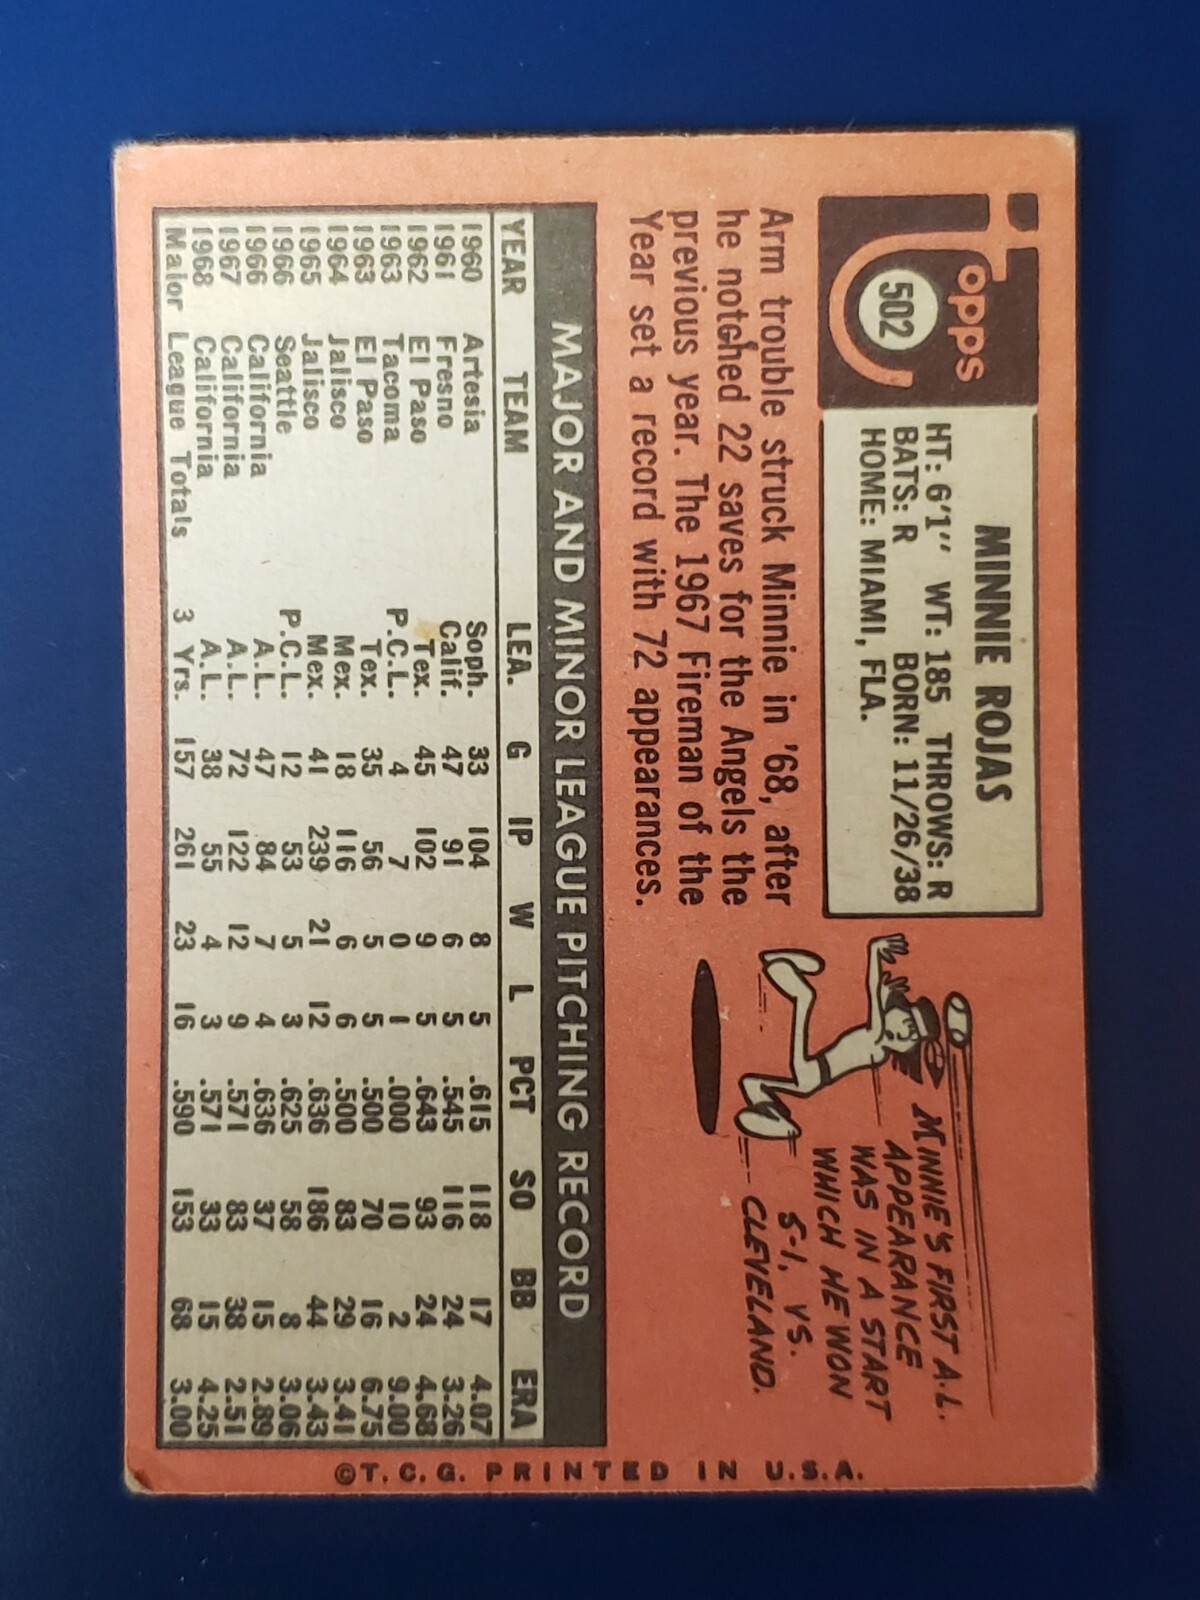 Topps
502
MINNIE ROJAS
HT: 6'1" WT: 185 THROWS: R
BATS: R BORN: 11/26/38
HOME: MIAMI, FLA.
Arm trouble struck Minnie in '68, after
he notched 22 saves for the Angels the
previous year. The 1967 Fireman of the
Year set a record with 72 appearances.
MINNIE'S FIRST A.L.
APPEARANCE
WAS IN A START
WHICH HE WON
5-1, VS.
CLEVELAND.
MAJOR AND MINOR LEAGUE PITCHING RECORD
YEAR TEAM LEA. G IP W L PCT SO BB ERA
1960 Artesia Soph. 33 104 8 5 .615 118 17 4.07
1961 Fresno Calif. 47 91 6 5 .545 116 24 3.26
1962 El Paso Tex. 45 102 9 5 .643 93 24 4.68
1963 Tacoma P.C.L. 4 7 0 1 .000 10 2 9.00
1963 El Paso Tex. 35 56 5 5 .500 70 16 6.75
1964 Jalisco Mex. 18 116 6 6 .500 83 29 3.41
1965 Jalisco Mex. 41 239 21 12 .636 186 44 3.43
1966 Seattle P.C.L. 12 53 5 3 .625 58 8 3.06
1966 California A.L. 47 84 7 4 .636 37 15 2.89
1967 California A.L. 72 122 12 9 .571 83 38 2.51
1968 California A.L. 38 55 4 3 .571 33 15 4.25
Major League Totals 3 Yrs. 157 261 23 16 .590 153 68 3.00
©T.C.G. PRINTED IN U.S.A.